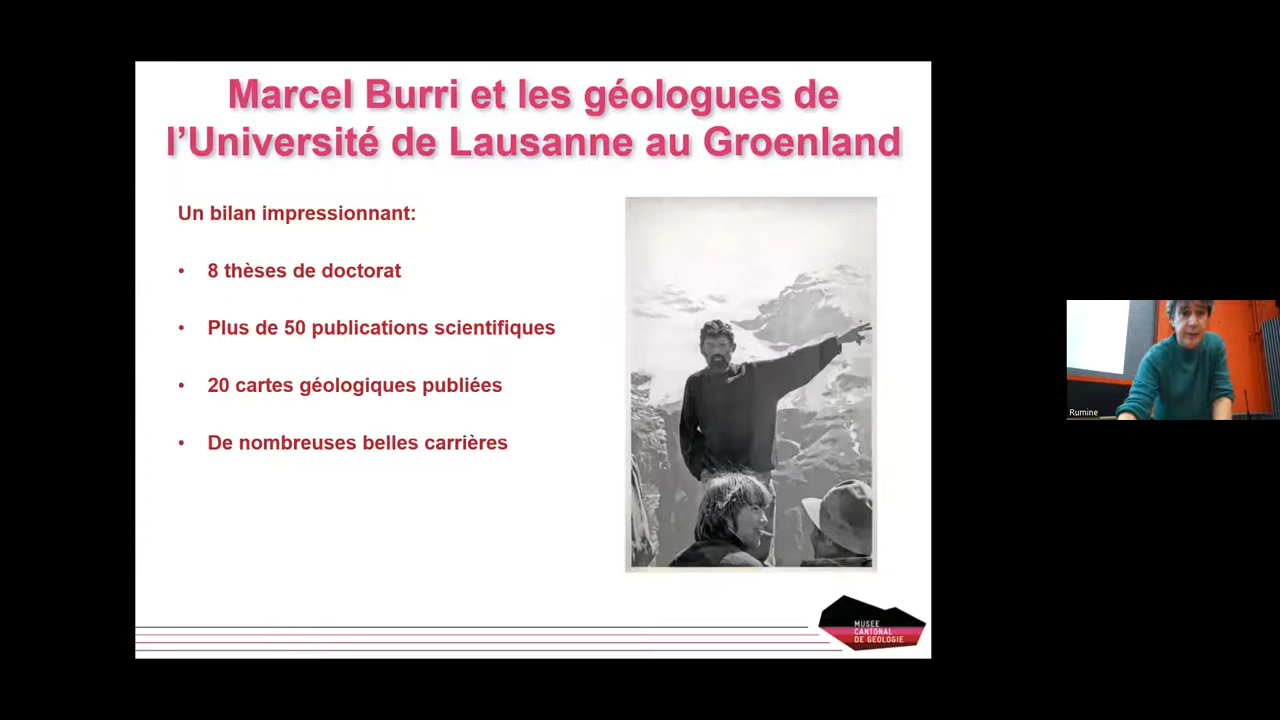 Marcel Burri et les géologues de
l’Université de Lausanne au Groenland
Un bilan impressionnant:
• 8 thèses de doctorat
• Plus de 50 publications scientifiques
• 20 cartes géologiques publiées
• De nombreuses belles carrières
Rumine
MUSEE
CANTONAL
DE GEOLOGIE